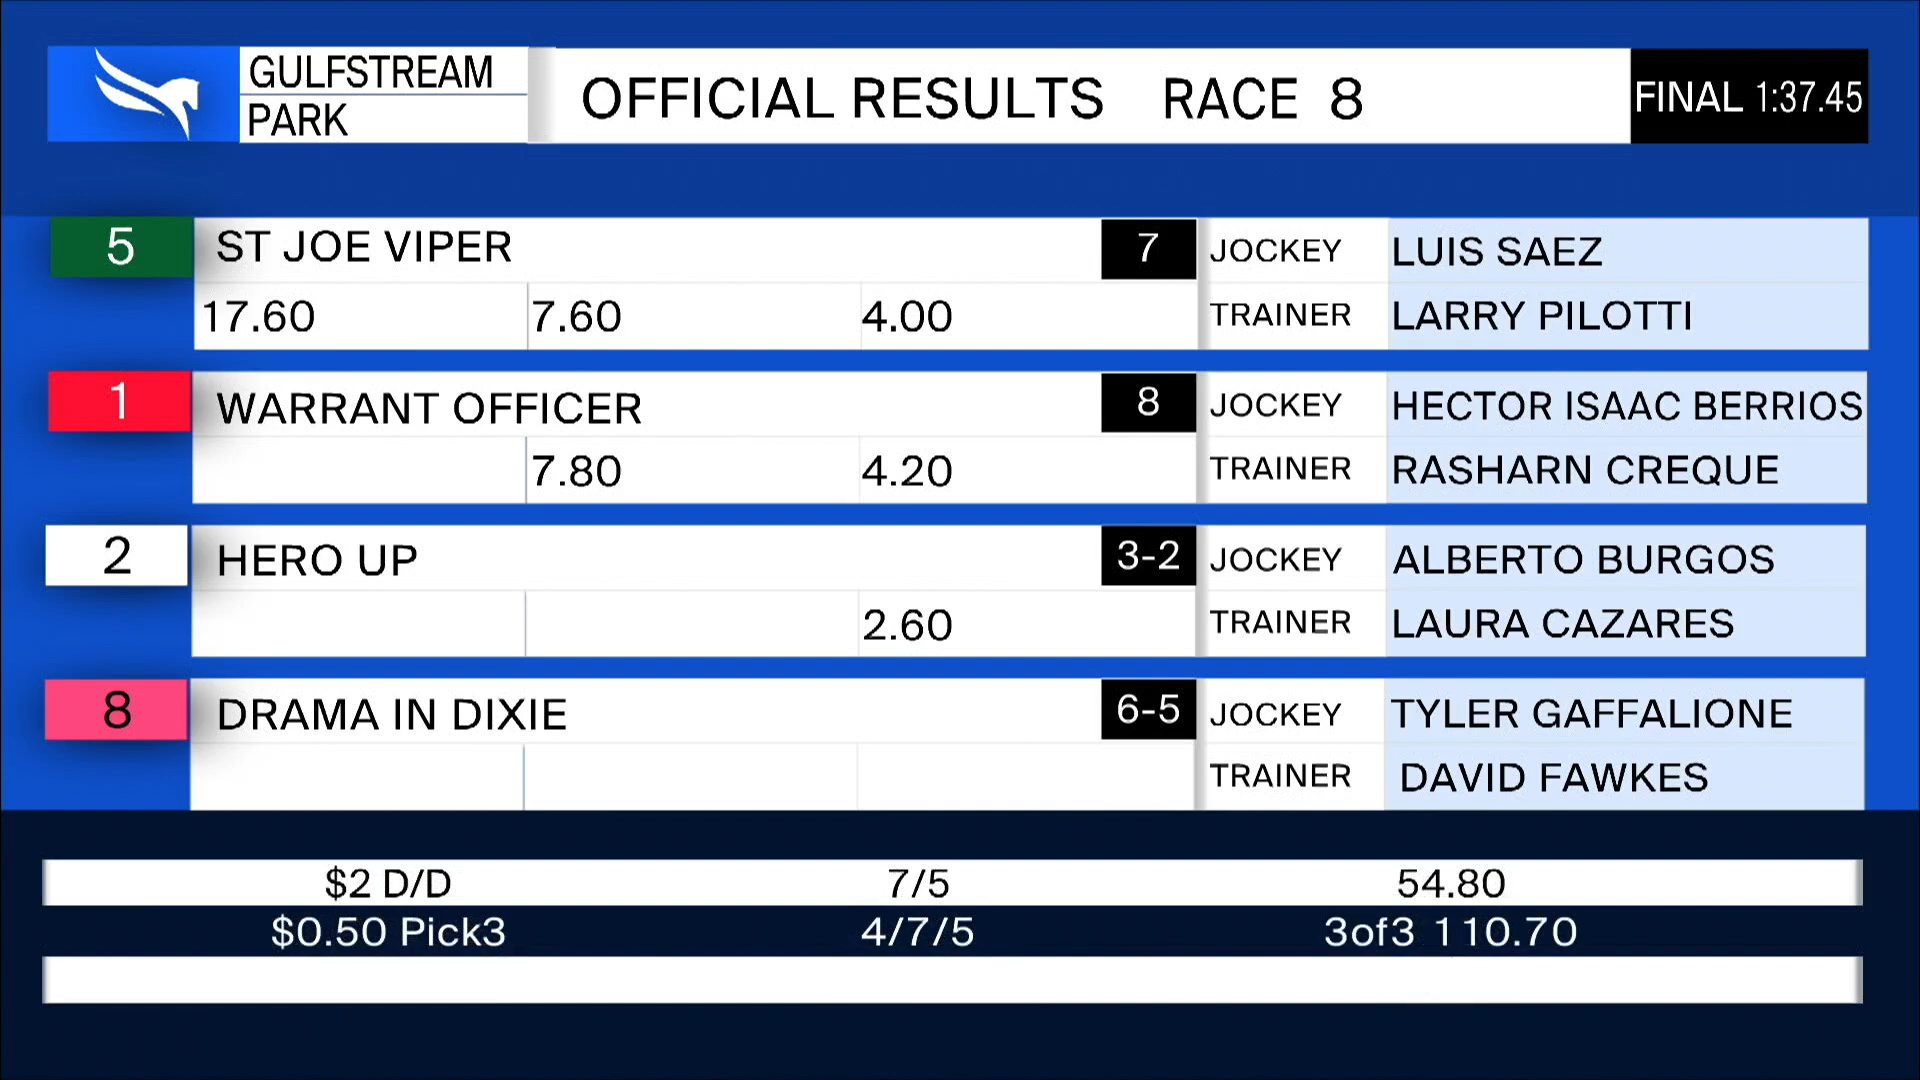 GULFSTREAM
PARK
OFFICIAL RESULTS RACE 8
FINAL 1:37.45
5 ST JOE VIPER 7 JOCKEY LUIS SAEZ
17.60 7.60 4.00 TRAINER LARRY PILOTTI
1 WARRANT OFFICER 8 JOCKEY HECTOR ISAAC BERRIOS
7.80 4.20 TRAINER RASHARN CREQUE
2 HERO UP 3-2 JOCKEY ALBERTO BURGOS
2.60 TRAINER LAURA CAZARES
8 DRAMA IN DIXIE 6-5 JOCKEY TYLER GAFFALIONE
TRAINER DAVID FAWKES
$2 D/D 7/5 54.80
$0.50 Pick3 4/7/5 3of3 110.70